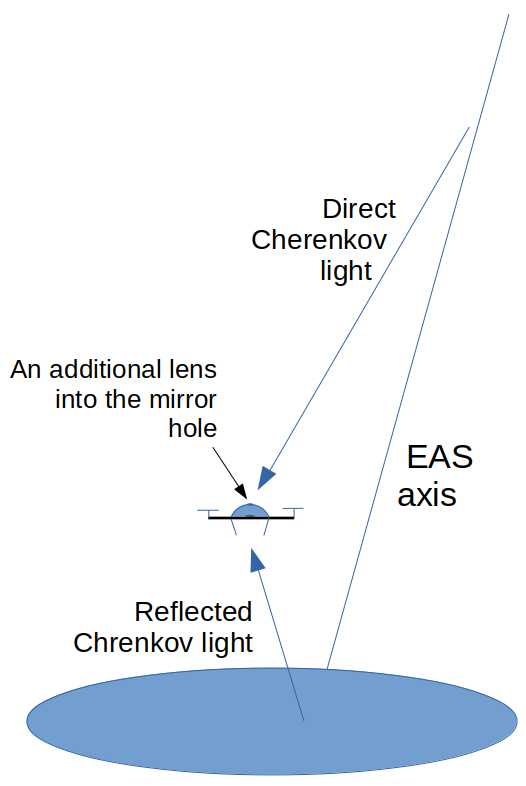 Direct
Cherenkov
light
An additional lens
into the mirror
hole
EAS
axis
Reflected
Chrenkov light